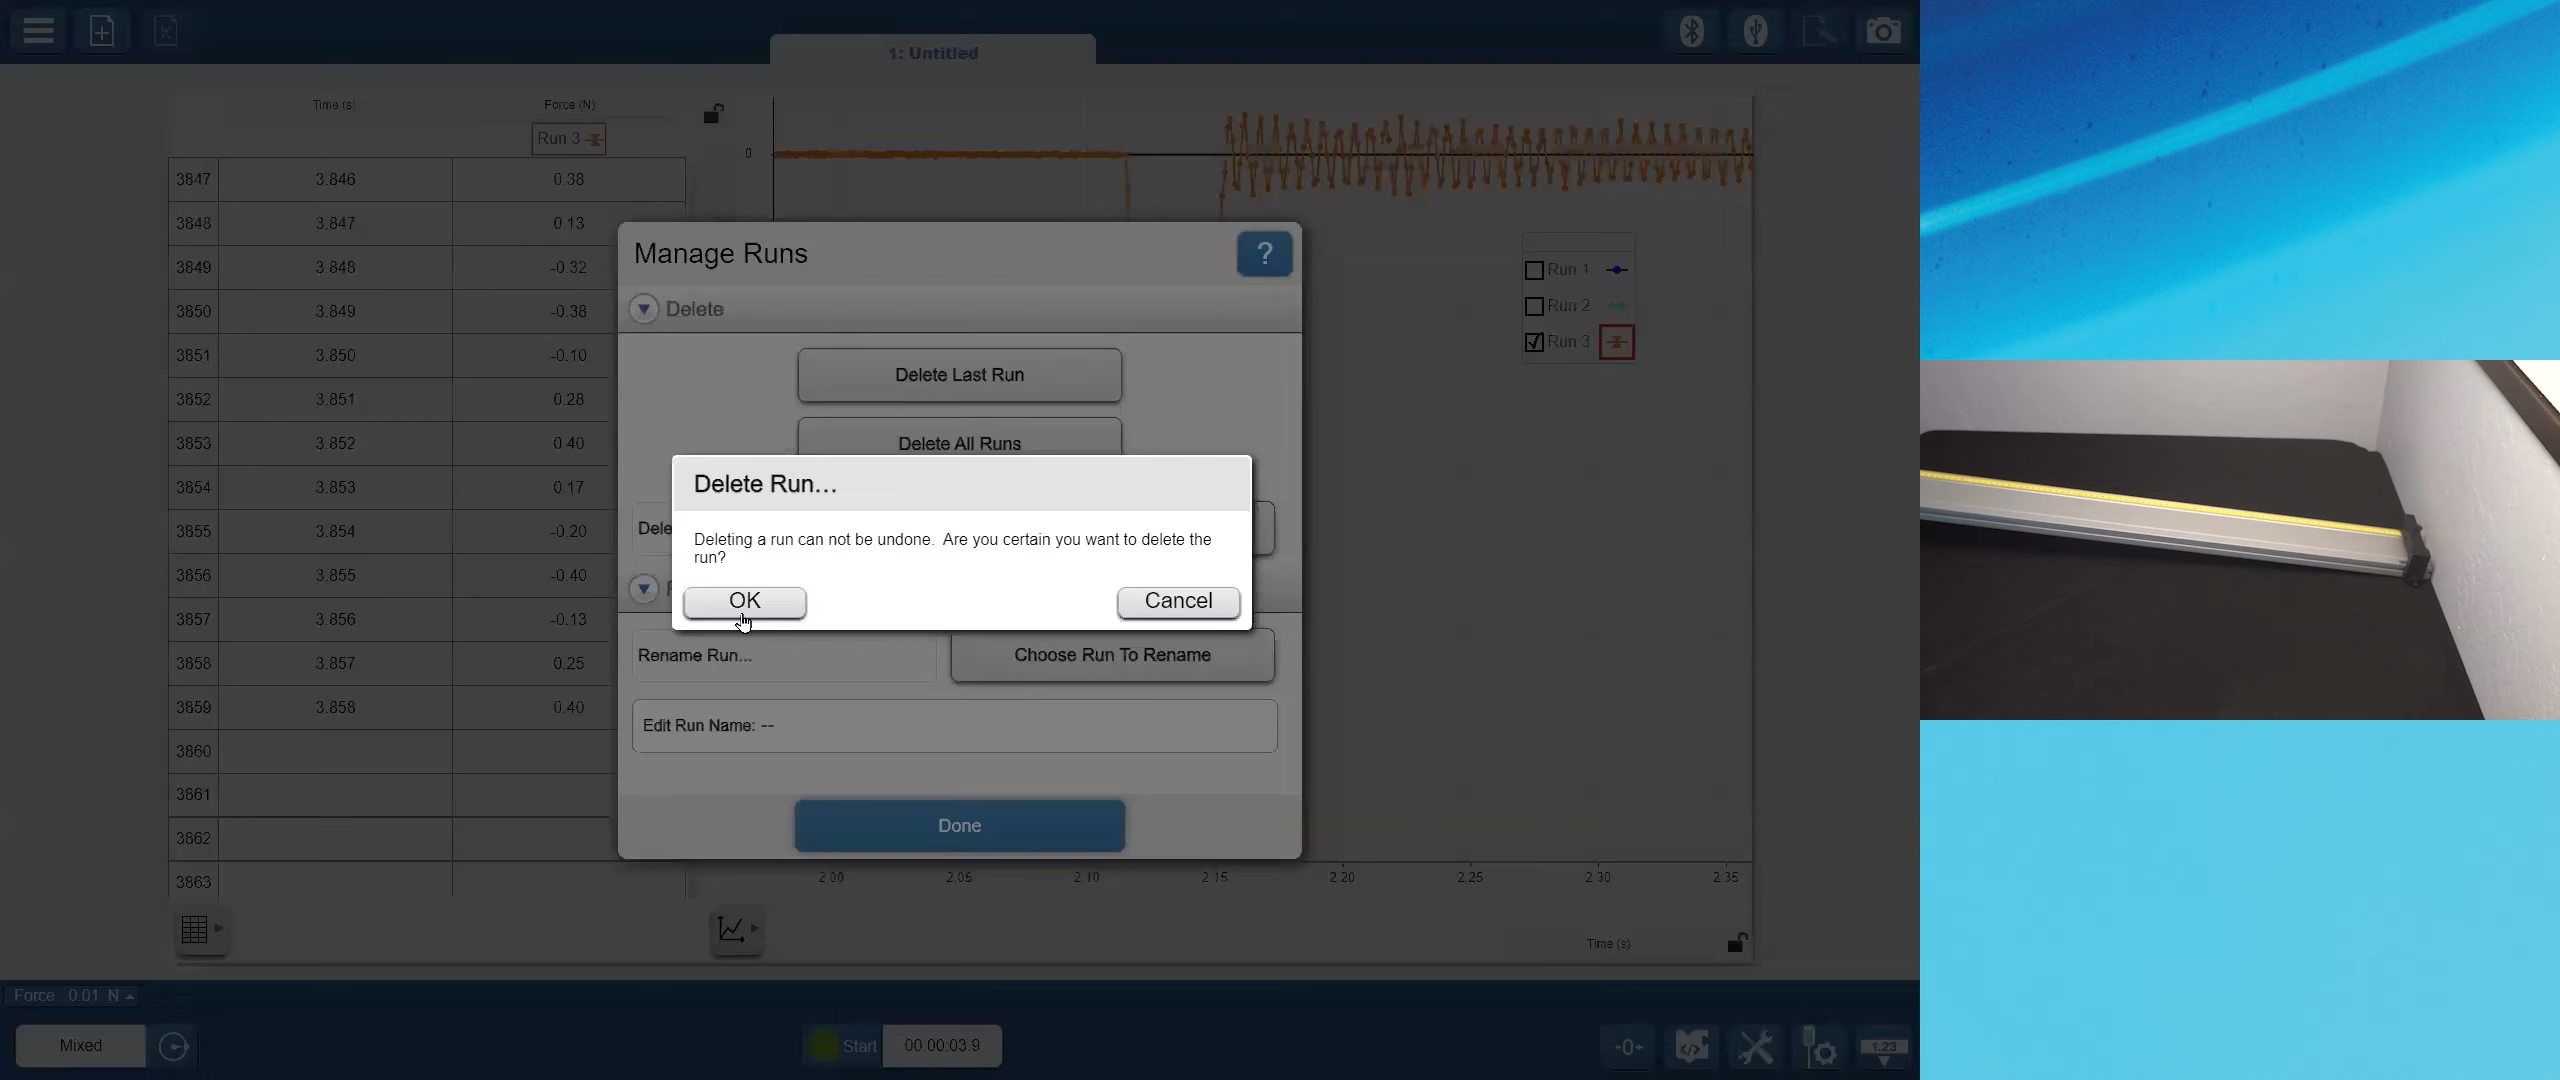 1: Untitled
Time (s)
Force (N)
Run 3
3847 3.846 0.38
3848 3.847 0.13
3849 3.848 -0.32
3850 3.849 -0.38
3851 3.850 -0.10
3852 3.851 0.28
3853 3.852 0.40
3854 3.853 0.17
3855 3.854 -0.20
3856 3.855 -0.40
3857 3.856 -0.13
3858 3.857 0.25
3859 3.858 0.40
3860
3861
3862
3863
0
Run 1
Run 2
Run 3
2.00 2.05 2.10 2.15 2.20 2.25 2.30 2.35
Time (s)
Manage Runs
?
Delete
Delete Last Run
Delete All Runs
Dele
Delete Run...
Deleting a run can not be undone. Are you certain you want to delete the
run?
OK
Cancel
Rename Run...
Choose Run To Rename
Edit Run Name: --
Done
Force 0.01 N
Mixed
Start
00:00:03.9
-0-
1.23